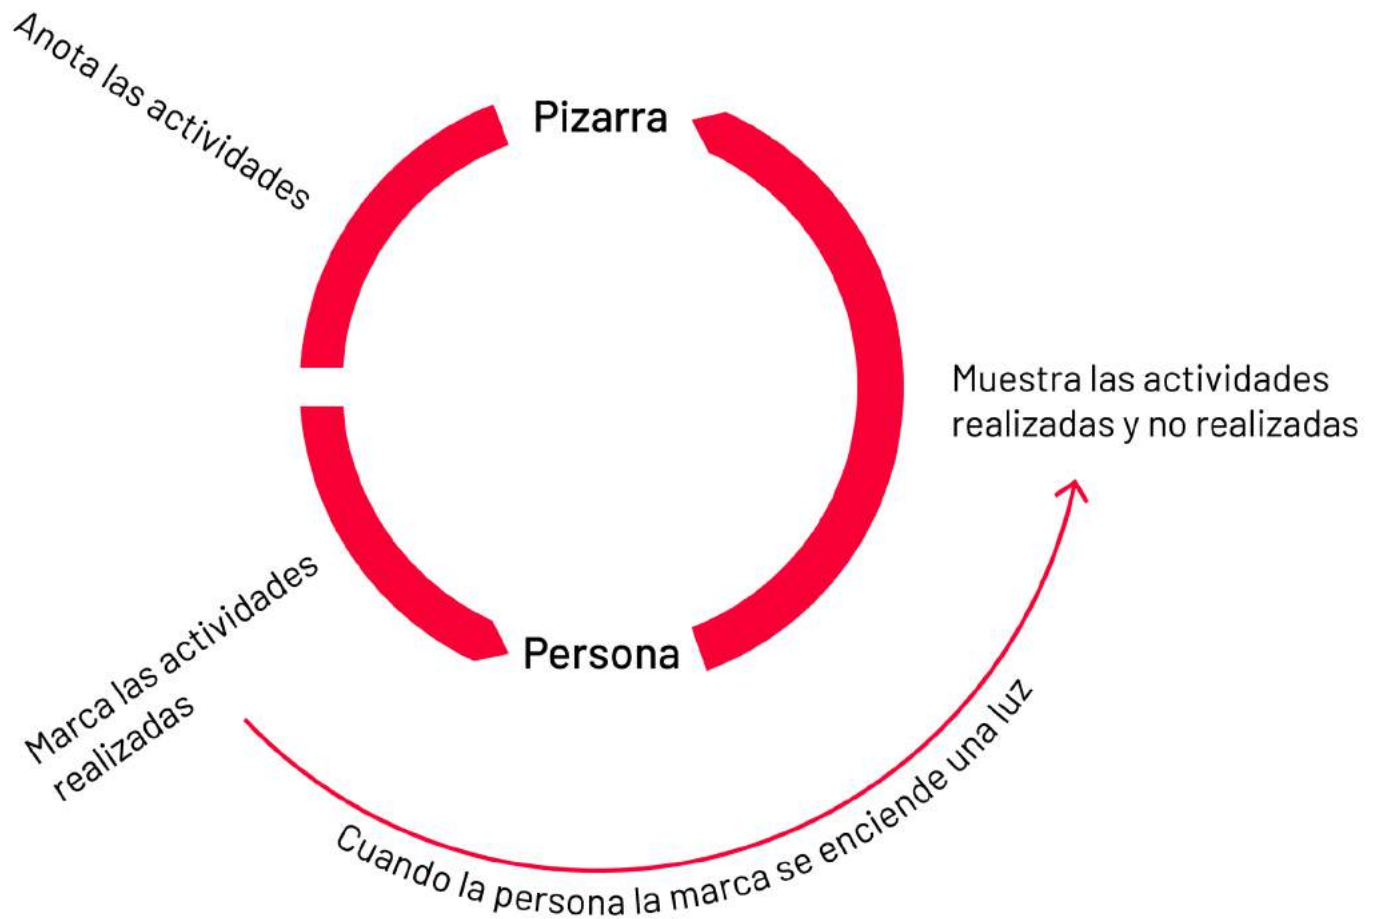 Anota las actividades
Pizarra
Muestra las actividades
realizadas y no realizadas
Marca las actividades
realizadas
Persona
Cuando la persona la marca se enciende una luz